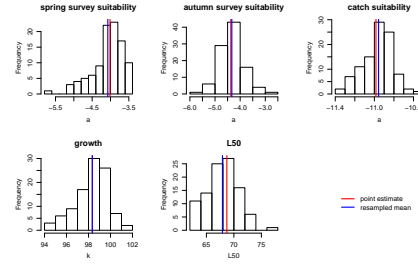 spring survey suitability
autumn survey suitability
catch suitability
Frequency
0 5 10 20
−5.5 −4.5 −3.5
a
Frequency
0 10 20 30 40
−6.0 −5.0 −4.0 −3.0
a
Frequency
0 10 20 30
−11.4 −11.0
a
growth
L50
Frequency
0 5 10 20 30
94 96 98 100 102
k
Frequency
0 5 10 15 20 25
65 70 75
L50
point estimate
resampled mean